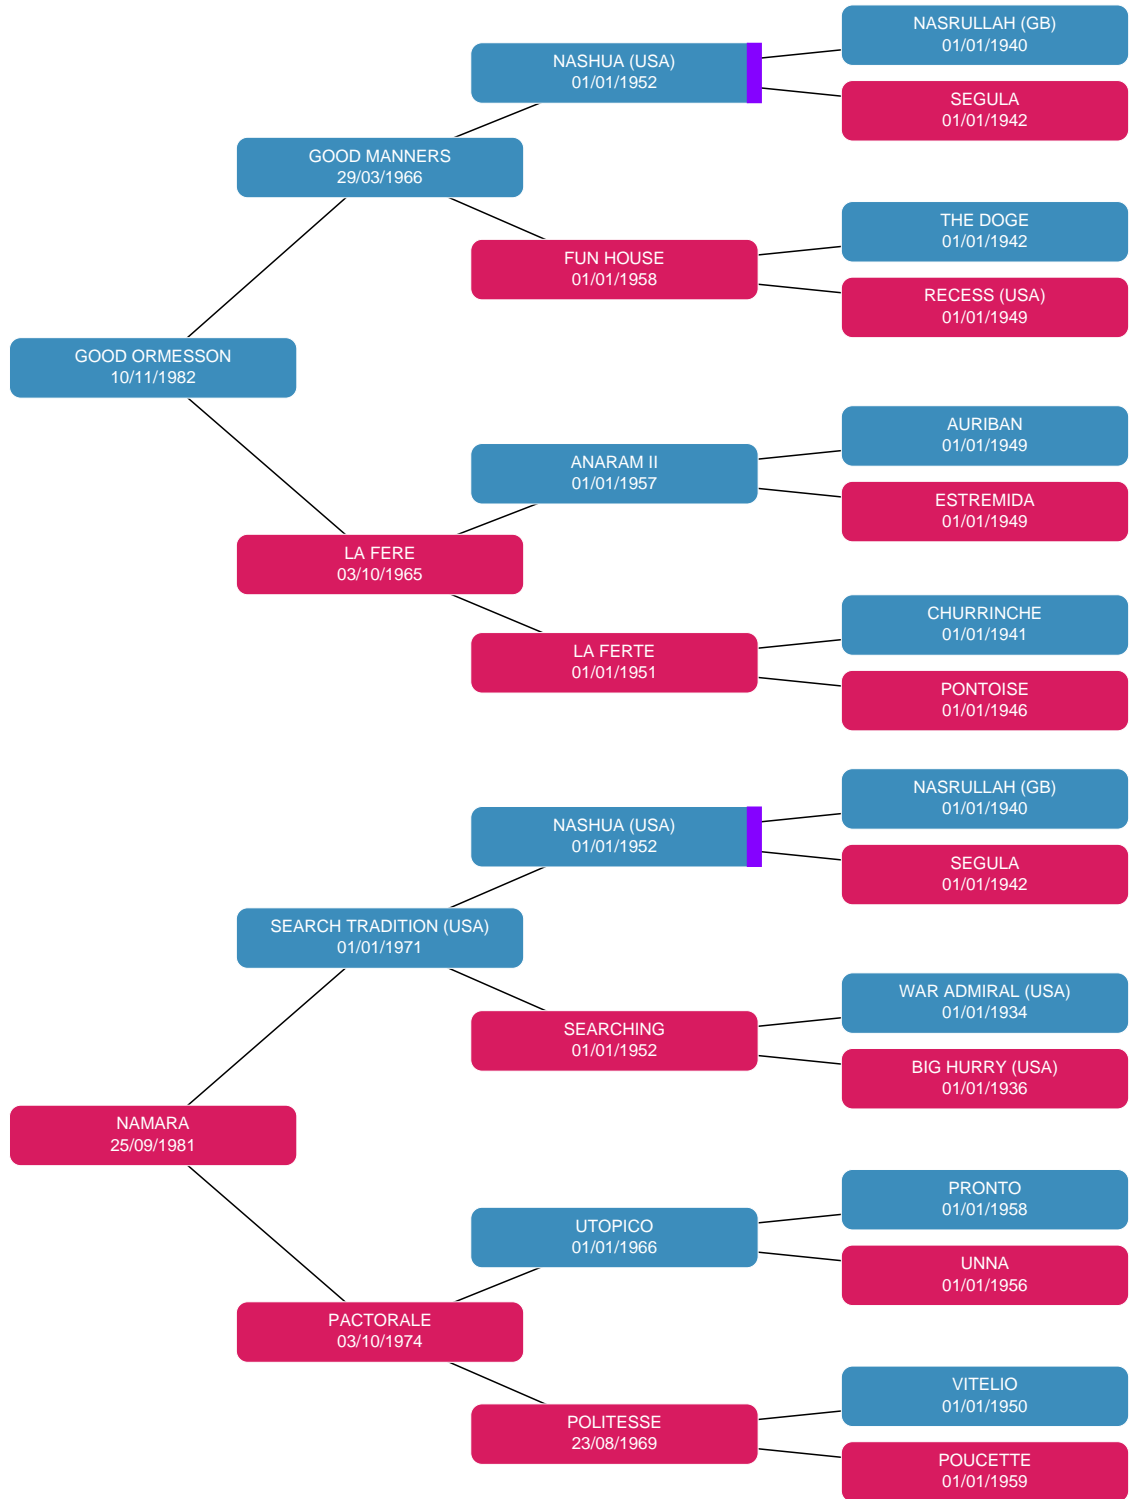 NASRULLAH (GB)
01/01/1940
NASHUA (USA)
01/01/1952
SEGULA
01/01/1942
GOOD MANNERS
29/03/1966
THE DOGE
01/01/1942
FUN HOUSE
01/01/1958
RECESS (USA)
01/01/1949
GOOD ORMESSON
10/11/1982
AURIBAN
01/01/1949
ANARAM II
01/01/1957
ESTREMIDA
01/01/1949
LA FERE
03/10/1965
CHURRINCHE
01/01/1941
LA FERTE
01/01/1951
PONTOISE
01/01/1946
NASRULLAH (GB)
01/01/1940
NASHUA (USA)
01/01/1952
SEGULA
01/01/1942
SEARCH TRADITION (USA)
01/01/1971
WAR ADMIRAL (USA)
01/01/1934
SEARCHING
01/01/1952
BIG HURRY (USA)
01/01/1936
NAMARA
25/09/1981
PRONTO
01/01/1958
UTOPICO
01/01/1966
UNNA
01/01/1956
PACTORALE
03/10/1974
VITELIO
01/01/1950
POLITESSE
23/08/1969
POUCETTE
01/01/1959